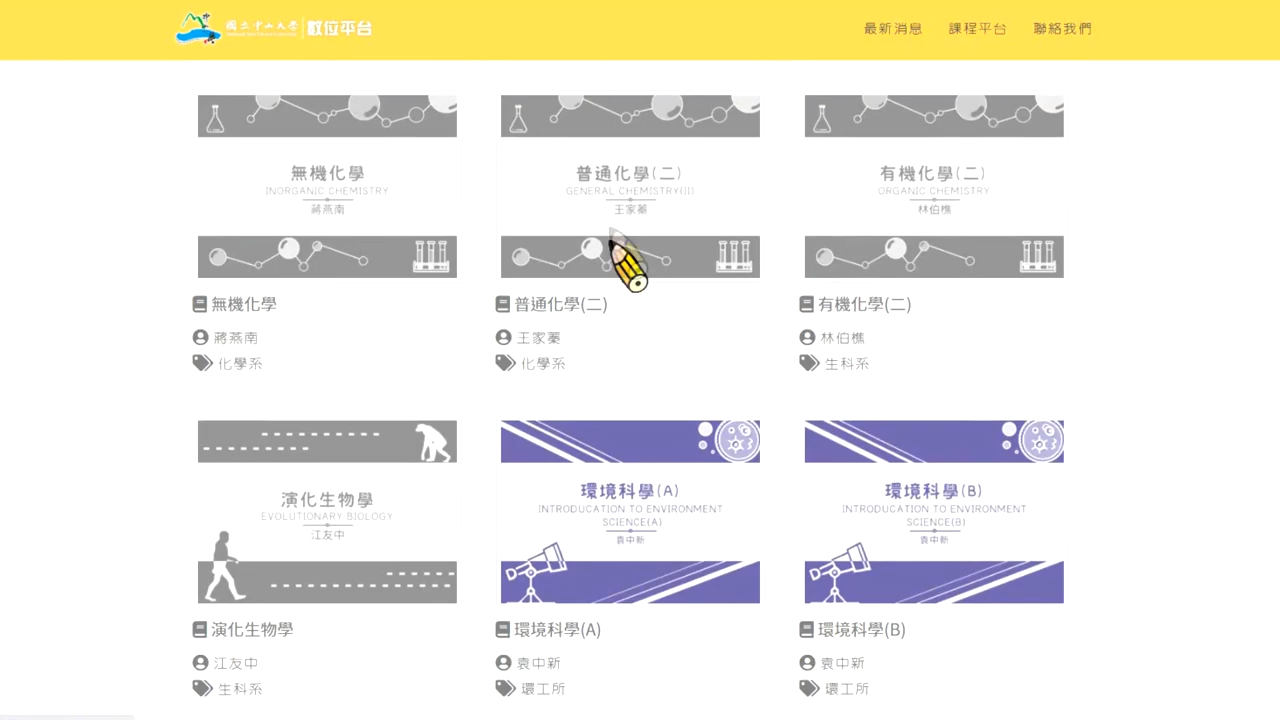 國立中山大學
數位平台
最新消息
課程平台
聯絡我們
無機化學
INORGANIC CHEMISTRY
蔣燕南
普通化學(二)
GENERAL CHEMISTRY(II)
王家蓁
有機化學(二)
ORGANIC CHEMISTRY
林伯樵
無機化學
普通化學(二)
有機化學(二)
蔣燕南
王家蓁
林伯樵
化學系
化學系
生科系
演化生物學
EVOLUTIONARY BIOLOGY
江友中
環境科學(A)
INTRODUCATION TO ENVIRONMENT
SCIENCE(A)
袁中新
環境科學(B)
INTRODUCATION TO ENVIRONMENT
SCIENCE(B)
袁中新
演化生物學
環境科學(A)
環境科學(B)
江友中
袁中新
袁中新
生科系
環工所
環工所